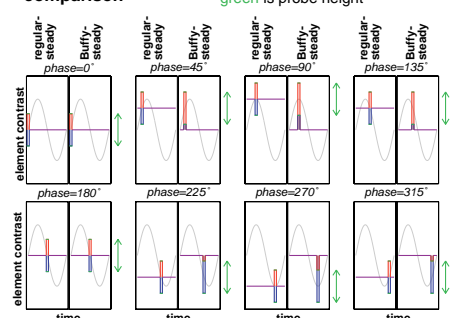 comparison
green is probe height
regular-
steady
Buffy-
steady
regular-
steady
Buffy-
steady
regular-
steady
Buffy-
steady
regular-
steady
Buffy-
steady
phase=0°
phase=45°
phase=90°
phase=135°
element contrast
phase=180°
phase=225°
phase=270°
phase=315°
element contrast
time
time
time
time